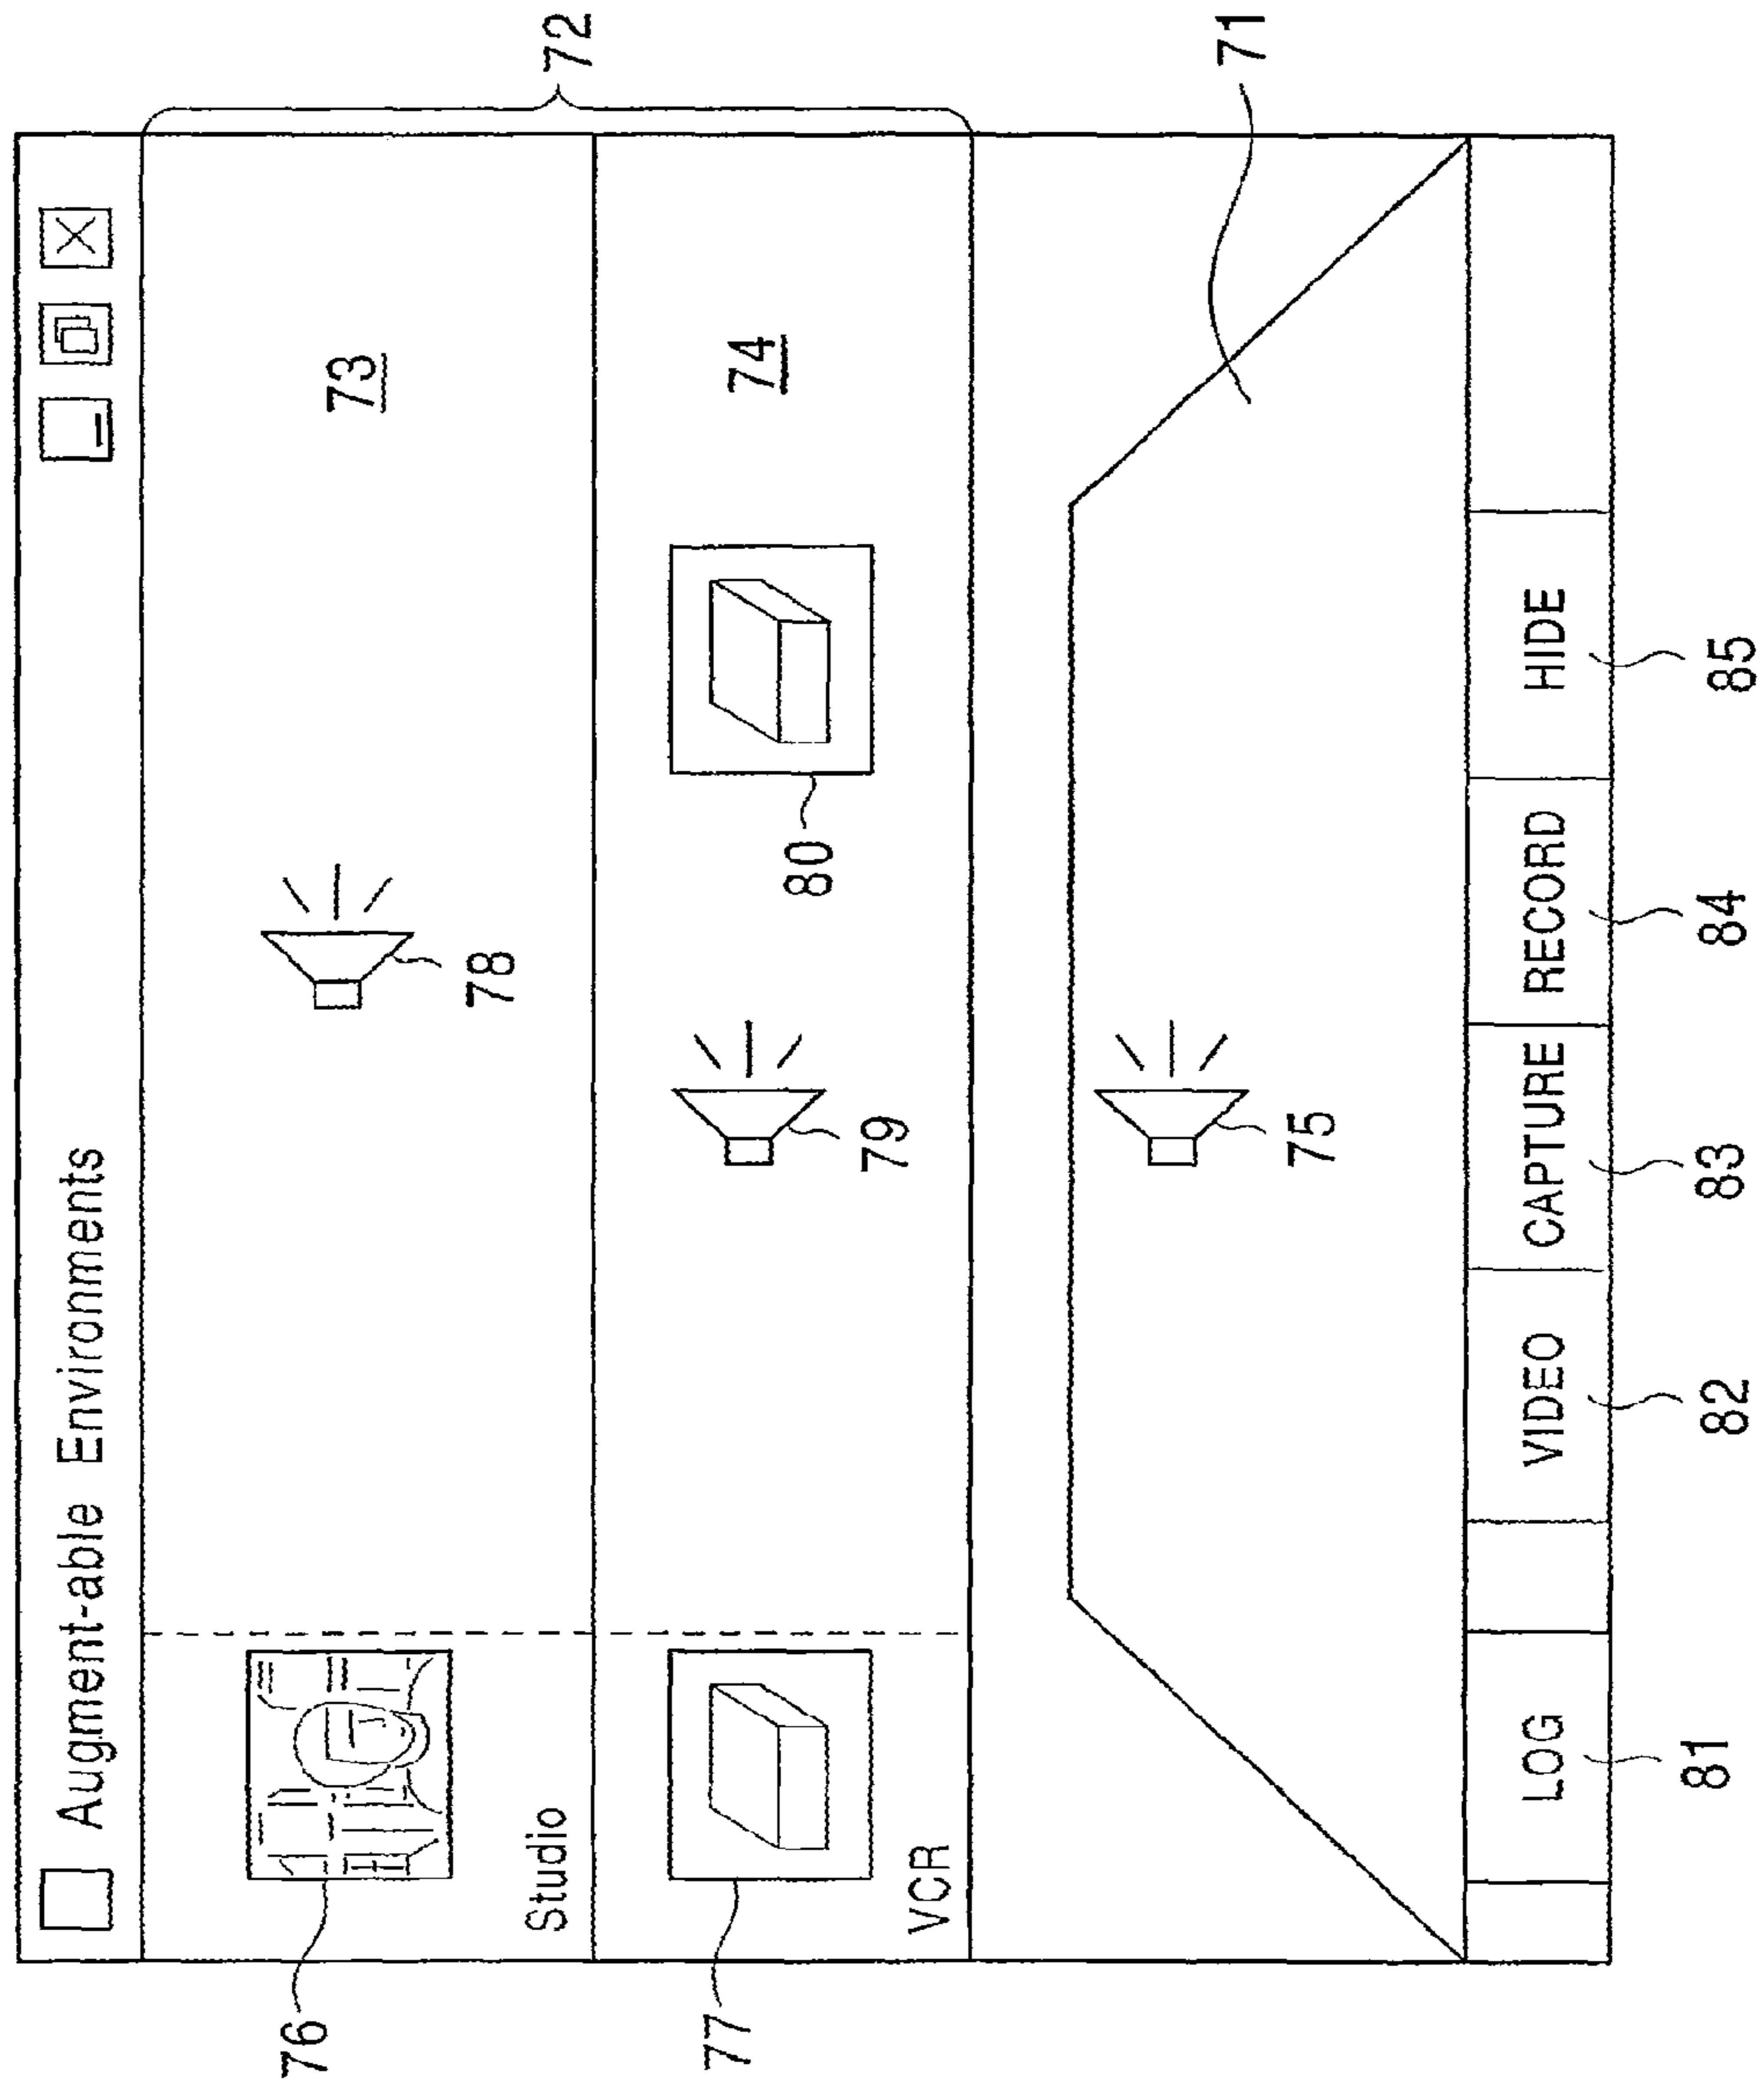 Augment-able Environments
72
76
73
78
Studio
77
74
79
80
VCR
71
75
LOG
VIDEO
CAPTURE
RECORD
HIDE
81
82
83
84
85